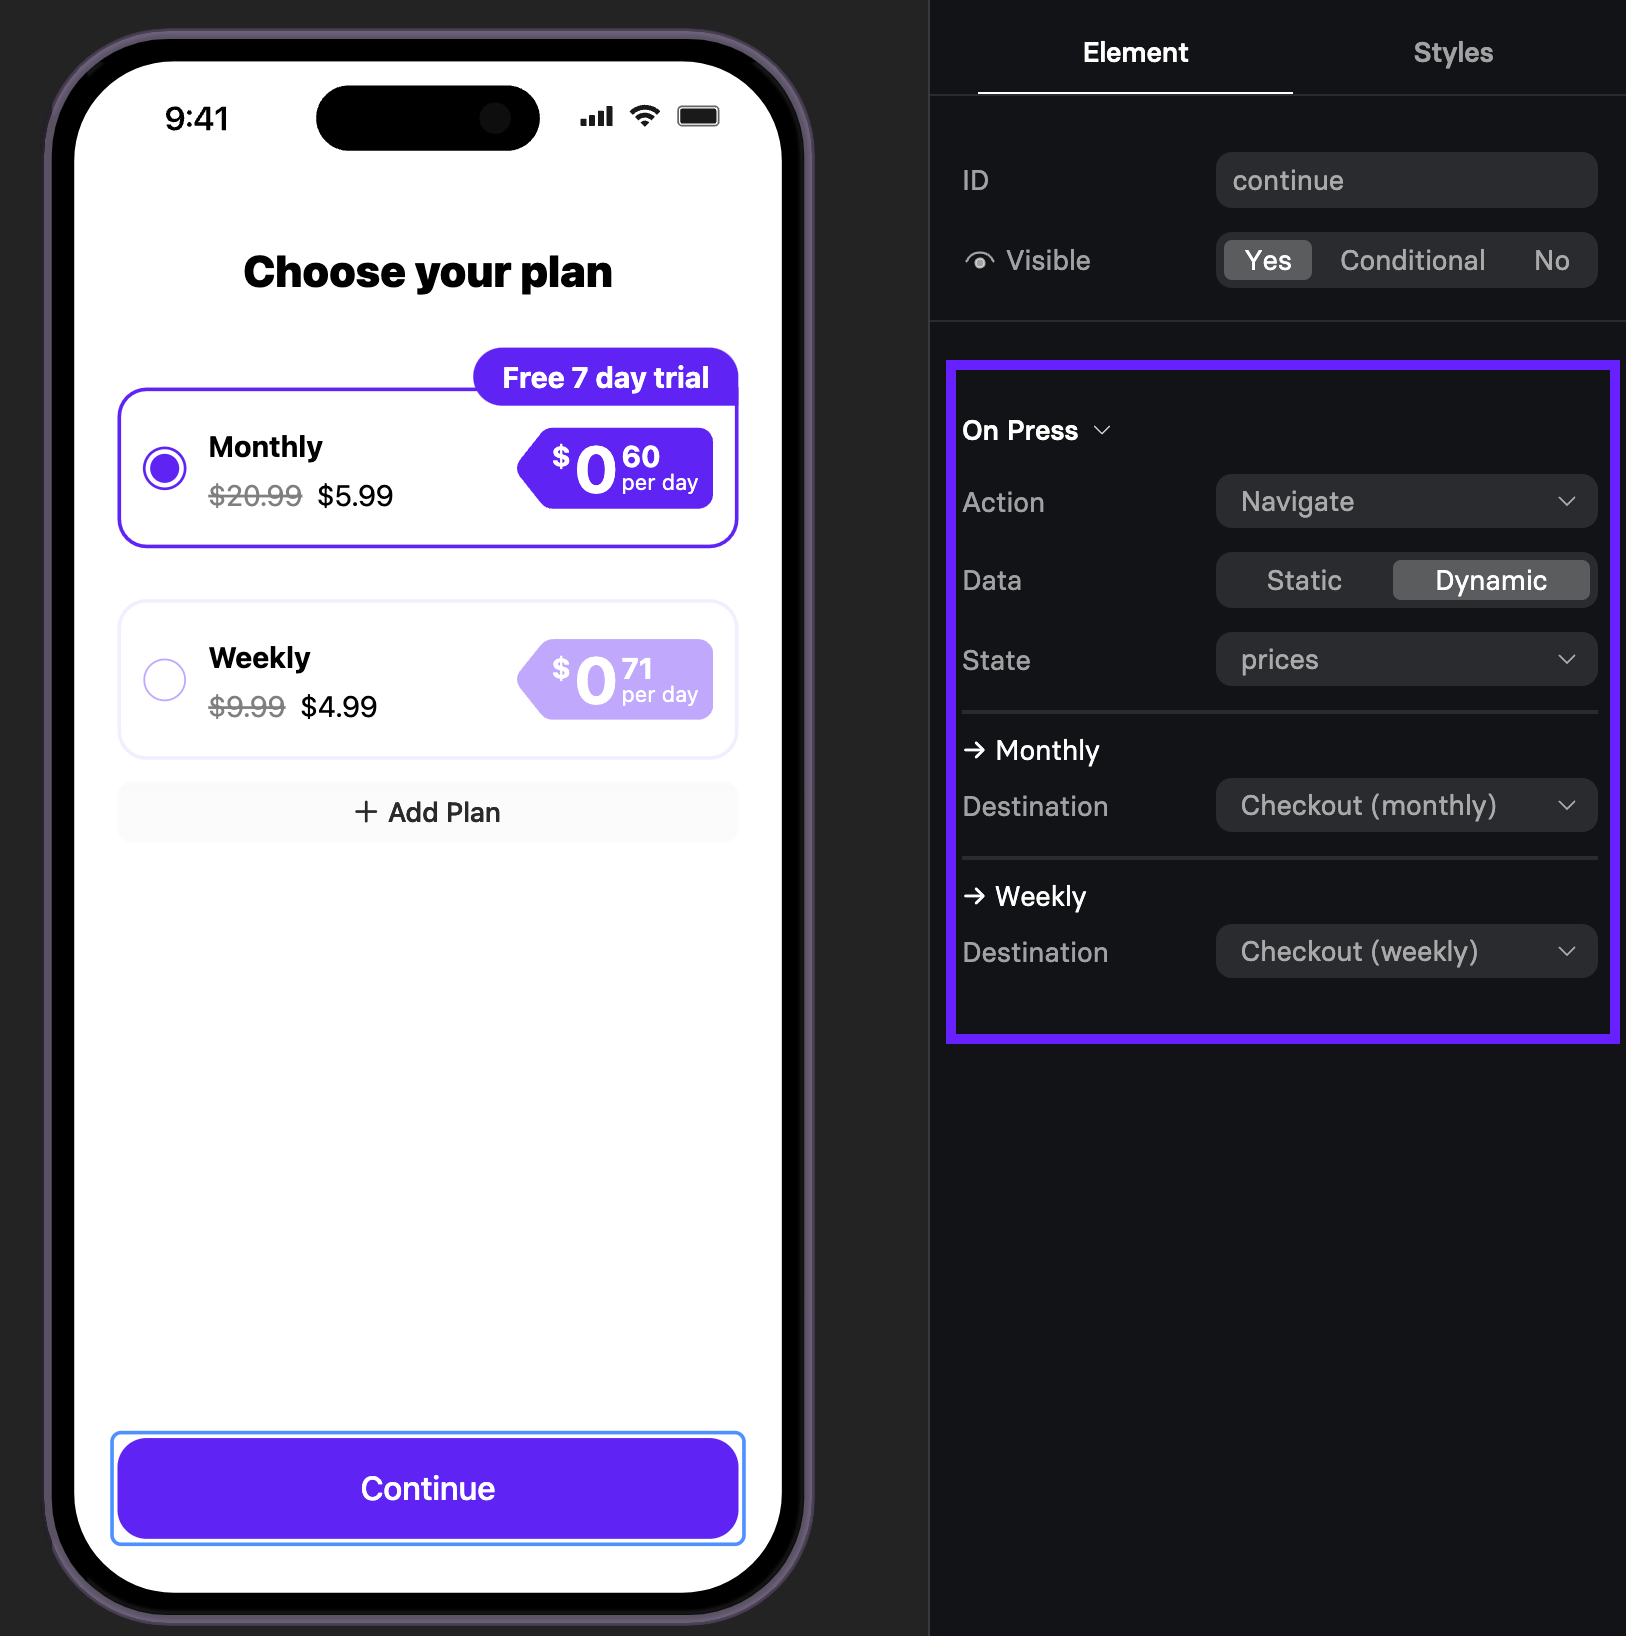 9:41
Choose your plan
Free 7 day trial
Monthly
$20.99 $5.99
$0 60 per day
Weekly
$9.99 $4.99
$0 71 per day
+ Add Plan
Continue
Element Styles
ID continue
Visible Yes Conditional No
On Press
Action Navigate
Data Static Dynamic
State prices
→ Monthly
Destination Checkout (monthly)
→ Weekly
Destination Checkout (weekly)